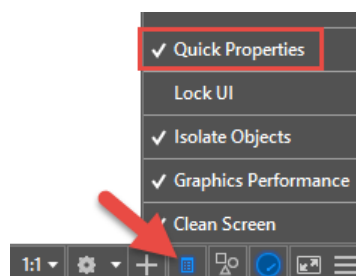 ✓ Quick Properties
Lock UI
✓ Isolate Objects
✓ Graphics Performance
✓ Clean Screen
1:1